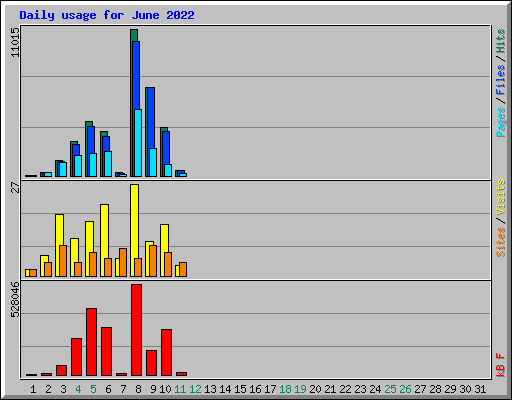 Daily usage for June 2022
11015
27
528046
Pages / Files / Hits
Sites / Visits
kB F
1 2 3 4 5 6 7 8 9 10 11 12 13 14 15 16 17 18 19 20 21 22 23 24 25 26 27 28 29 30 31